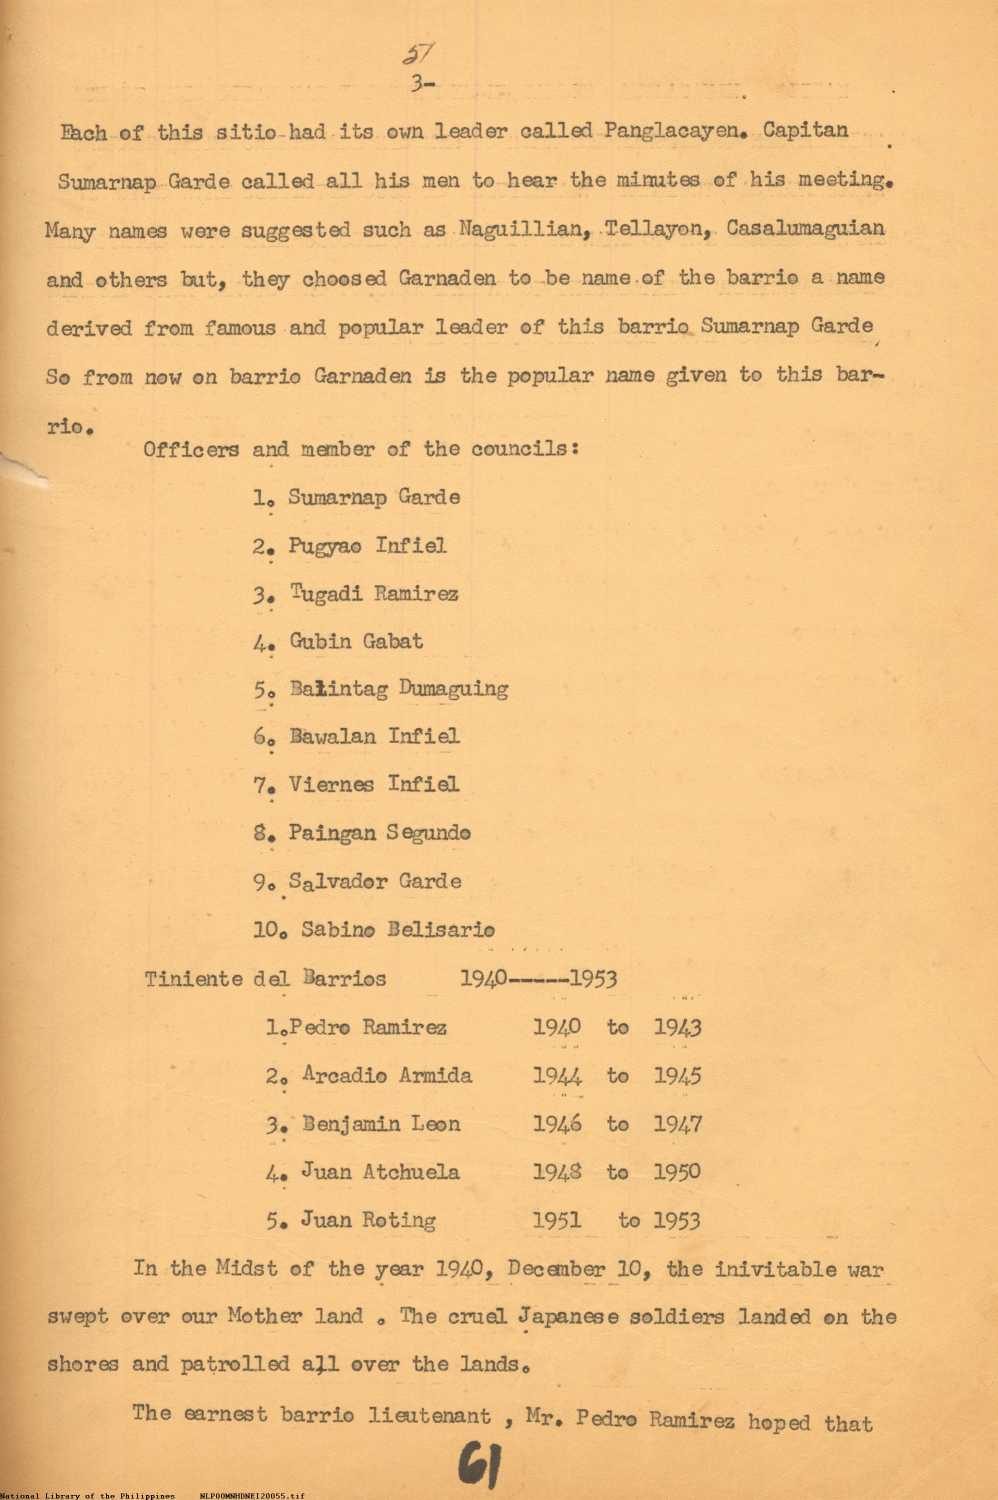 51
3-
Each of this sitio had its own leader called Panglacayen. Capitan
Sumarnap Garde called all his men to hear the minutes of his meeting.
Many names were suggested such as Naguillian, Tellayon, Casalumaguian
and others but, they choosed Garnaden to be name of the barrio a name
derived from famous and popular leader of this barrio Sumarnap Garde
So from now on barrio Garnaden is the popular name given to this bar-
rio.
Officers and member of the councils:
1. Sumarnap Garde
2. Pugyao Infiel
3. Tugadi Ramirez
4. Gubin Gabat
5. Balintag Dumaguing
6. Bawalan Infiel
7. Viernes Infiel
8. Paingan Segundo
9. Salvador Garde
10. Sabino Belisario
Tiniente del Barrios 1940-----1953
1.Pedro Ramirez 1940 to 1943
2. Arcadio Armida 1944 to 1945
3. Benjamin Leon 1946 to 1947
4. Juan Atchuela 1948 to 1950
5. Juan Roting 1951 to 1953
In the Midst of the year 1940, December 10, the inivitable war
swept over our Mother land . The cruel Japanese soldiers landed on the
shores and patrolled all over the lands.
The earnest barrio lieutenant , Mr. Pedro Ramirez hoped that
61
National Library of the Philippines NLPOOMNHDNEI20055.tif